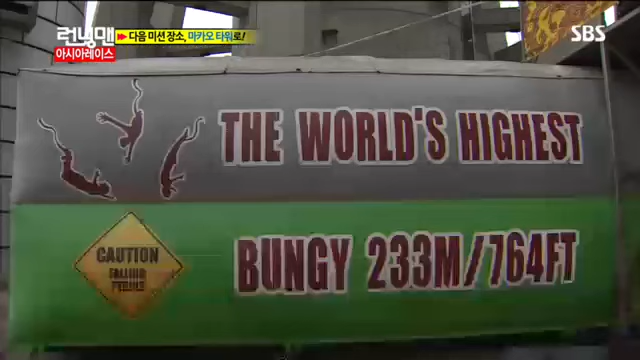 런닝맨
아시아레이스
다음 미션 장소, 마카오 타워로!
SBS
THE WORLD'S HIGHEST
CAUTION
FALLING
BUNGY 233M/764FT